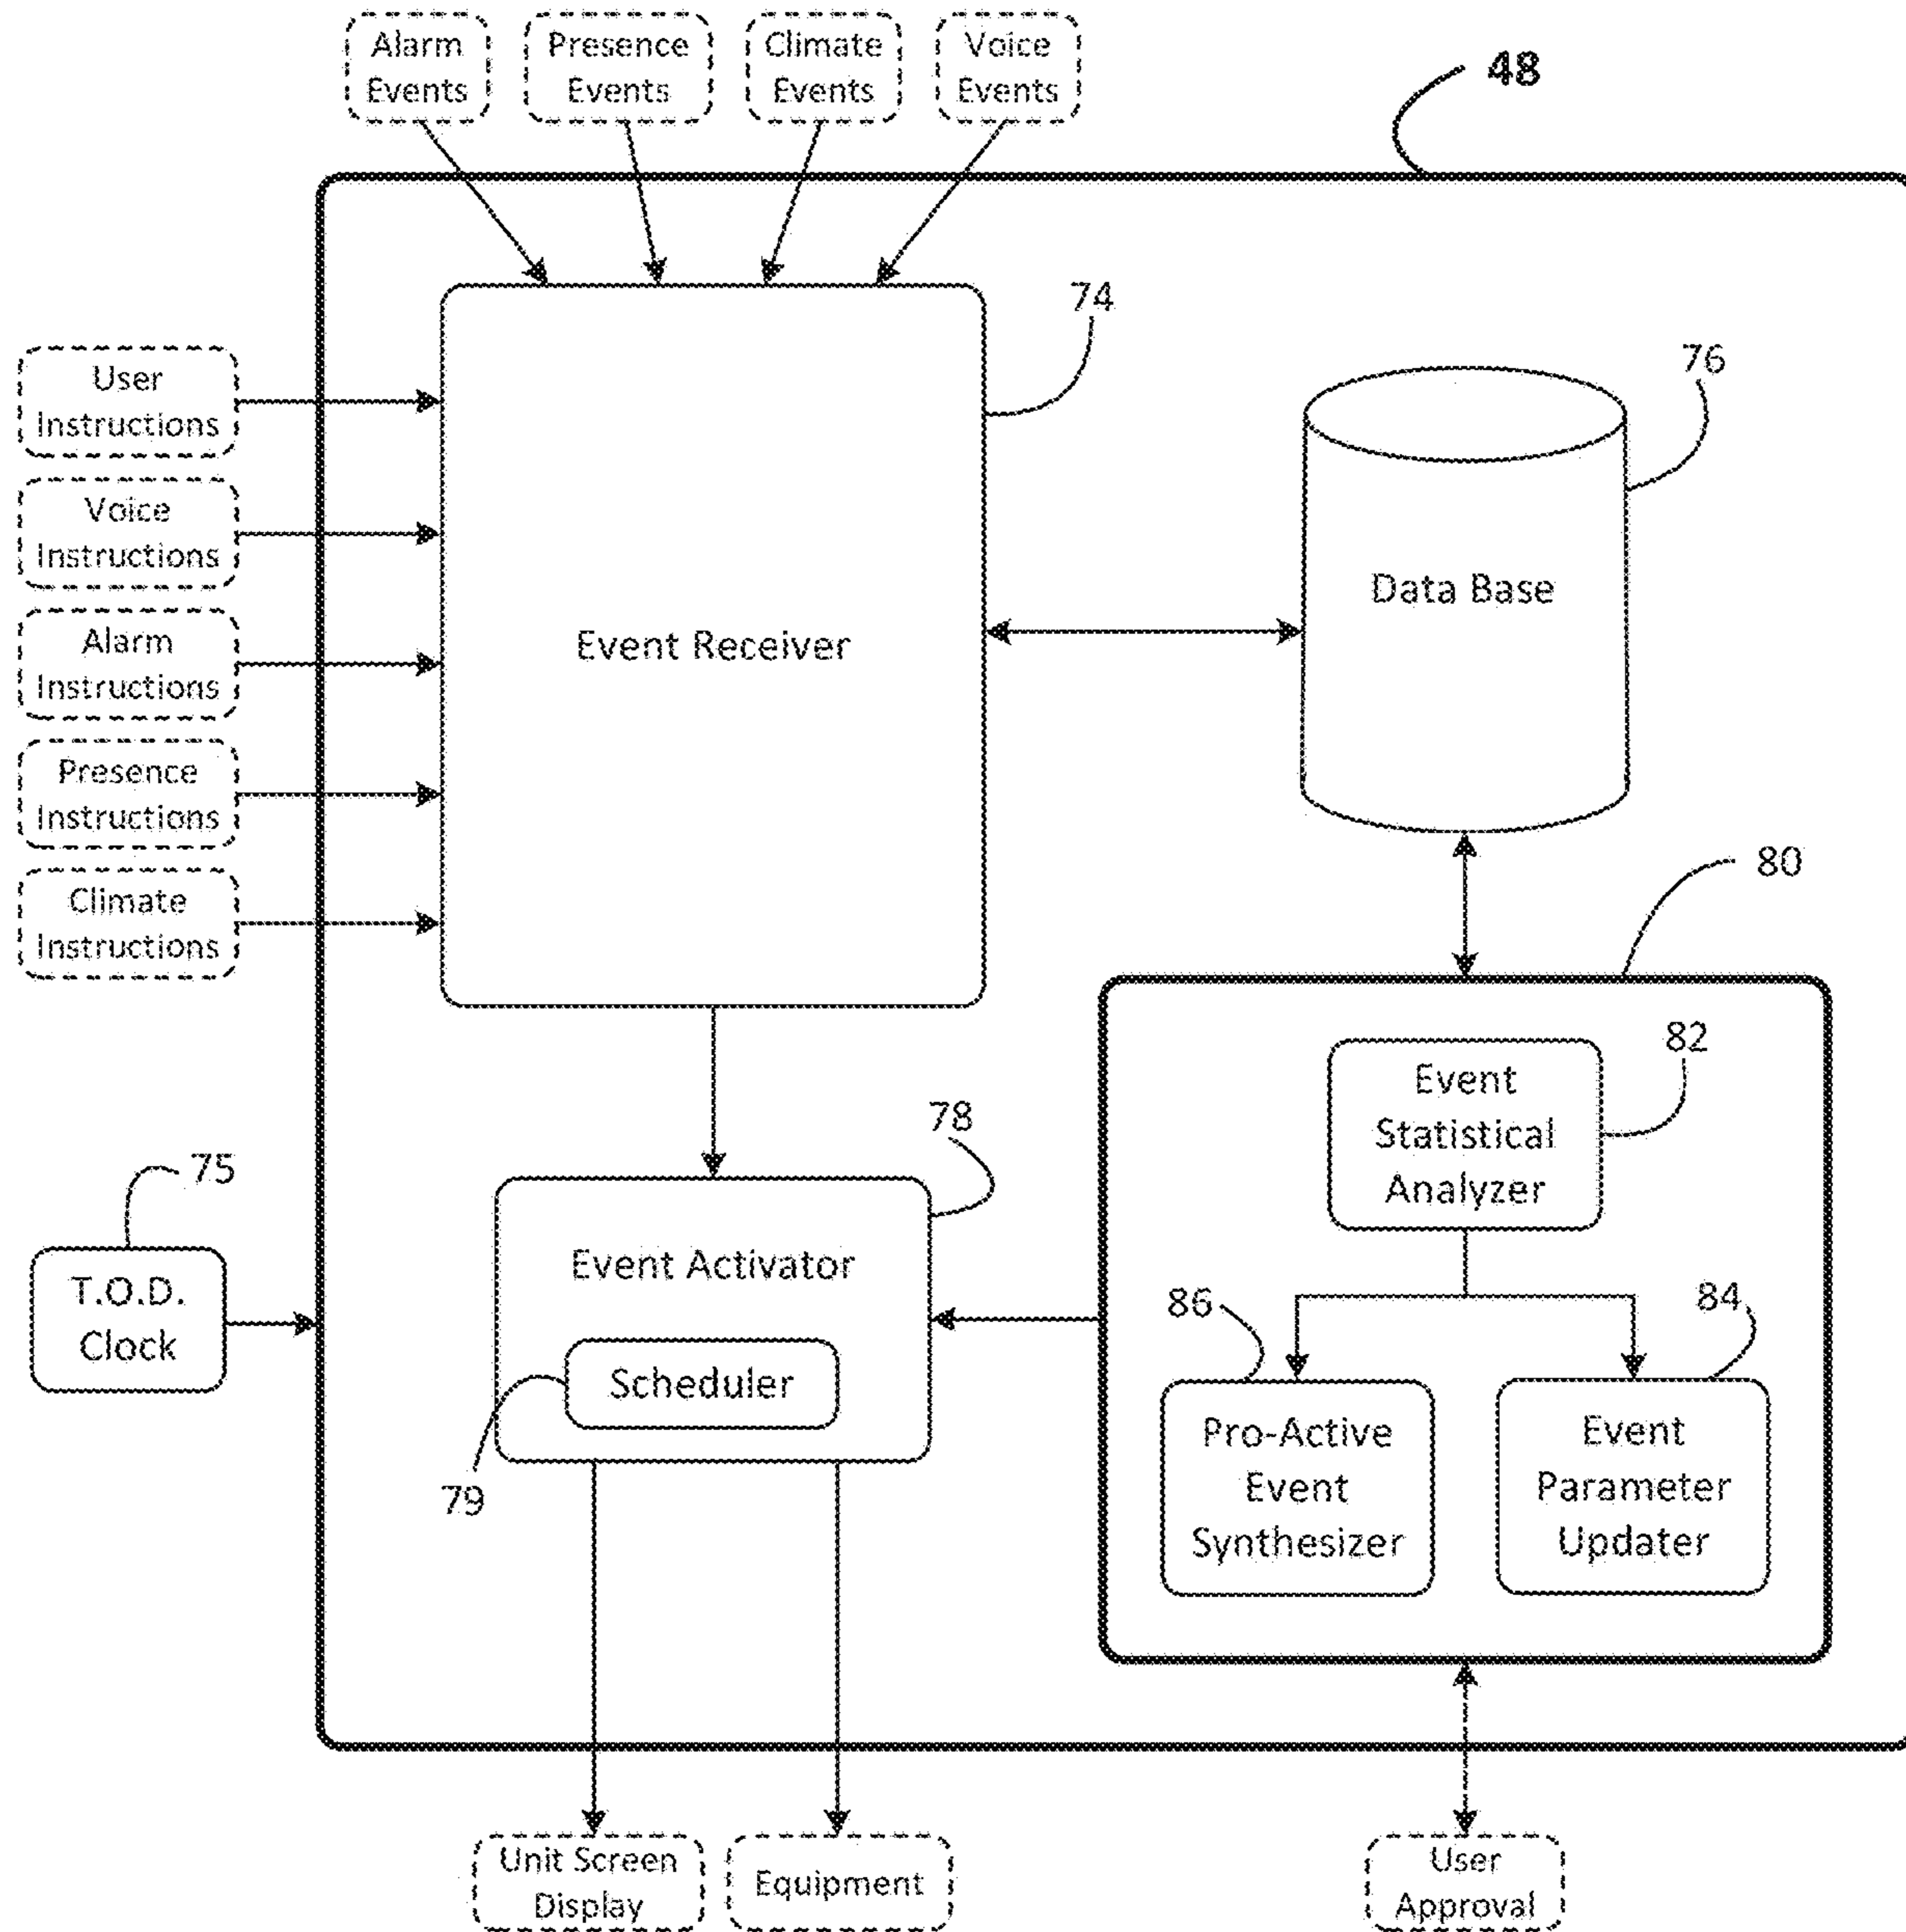 Alarm
Events
Presence
Events
Climate
Events
Voice
Events
48
74
User
Instructions
Voice
Instructions
Alarm
Instructions
Presence
Instructions
Climate
Instructions
Event Receiver
76
Data Base
80
82
Event
Statistical
Analyzer
78
75
T.O.D.
Clock
Event Activator
79
Scheduler
86
84
Pro-Active
Event
Synthesizer
Event
Parameter
Updater
Unit Screen
Display
Equipment
User
Approval